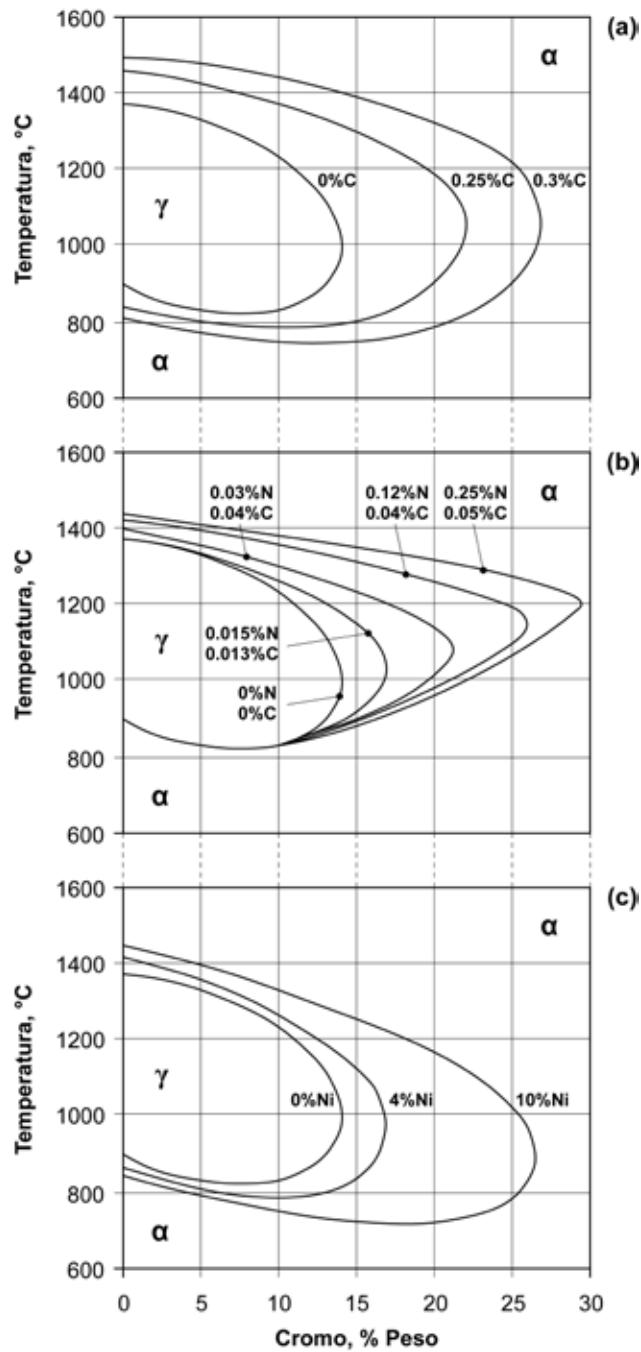 (a)
1600
1400
1200
1000
800
600
Temperatura, °C
α
γ
α
0%C
0.25%C
0.3%C
(b)
1600
1400
1200
1000
800
600
Temperatura, °C
α
γ
α
0.03%N
0.04%C
0.12%N
0.04%C
0.25%N
0.05%C
0.015%N
0.013%C
0%N
0%C
(c)
1600
1400
1200
1000
800
600
Temperatura, °C
α
γ
α
0%Ni
4%Ni
10%Ni
0
5
10
15
20
25
30
Cromo, % Peso